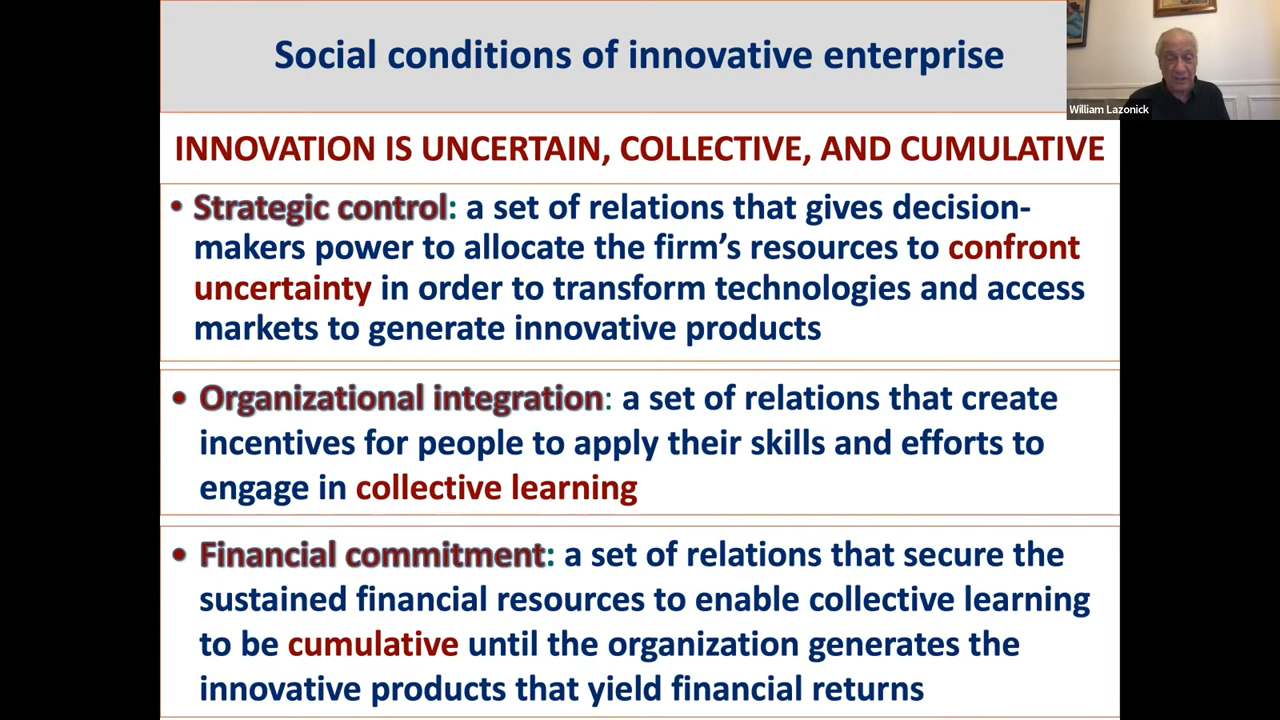 Social conditions of innovative enterprise
William Lazonick
INNOVATION IS UNCERTAIN, COLLECTIVE, AND CUMULATIVE
• Strategic control: a set of relations that gives decision-
makers power to allocate the firm’s resources to confront
uncertainty in order to transform technologies and access
markets to generate innovative products
• Organizational integration: a set of relations that create
incentives for people to apply their skills and efforts to
engage in collective learning
• Financial commitment: a set of relations that secure the
sustained financial resources to enable collective learning
to be cumulative until the organization generates the
innovative products that yield financial returns